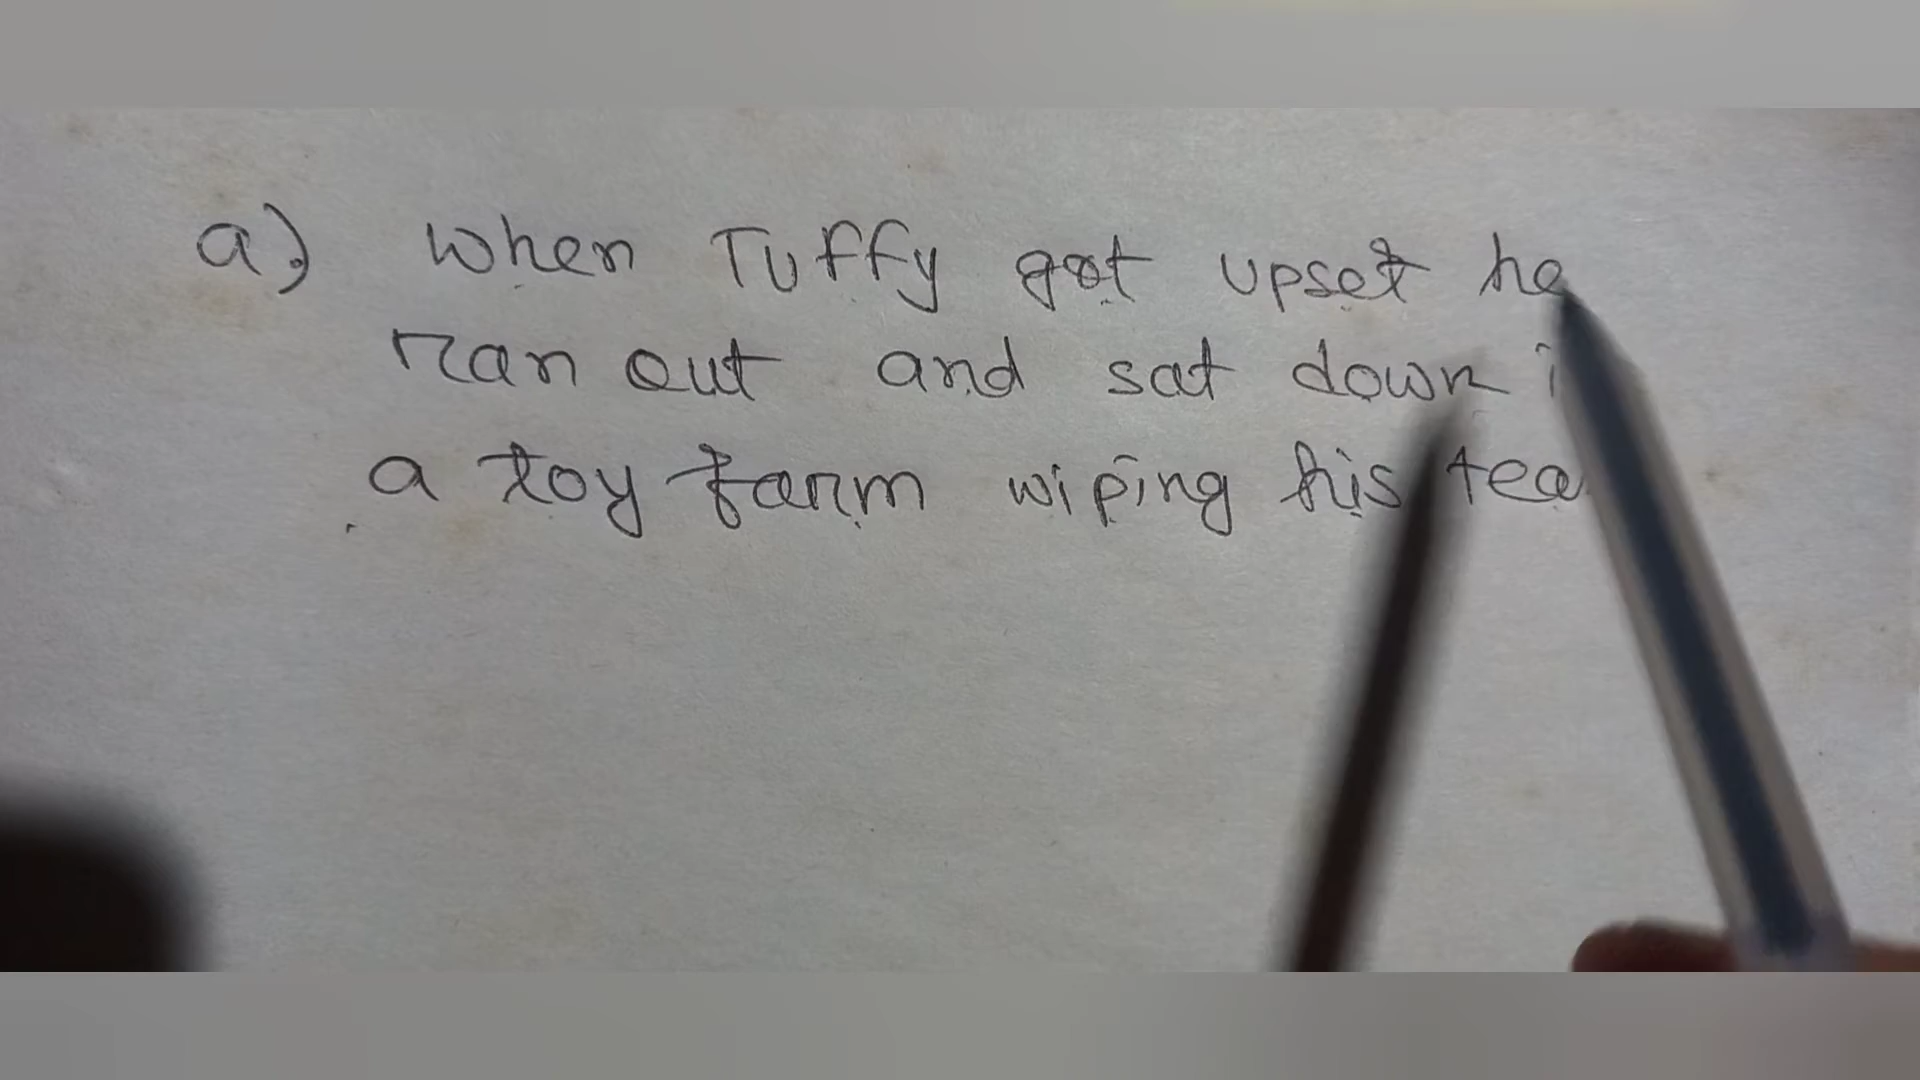 a) When Tuffy got upset he
ran out and sat down
a toy farm wiping his